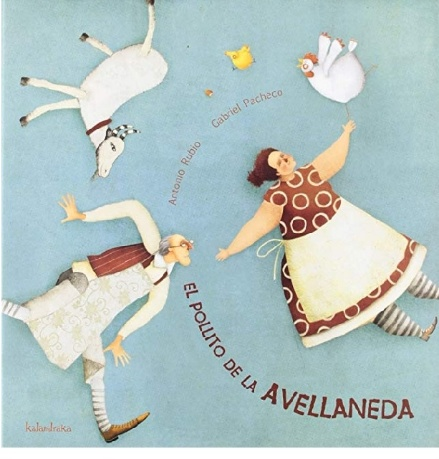 Antonio Rubio
Gabriel Pacheco
EL POLLITO DE LA AVELLANEDA
kalandraka